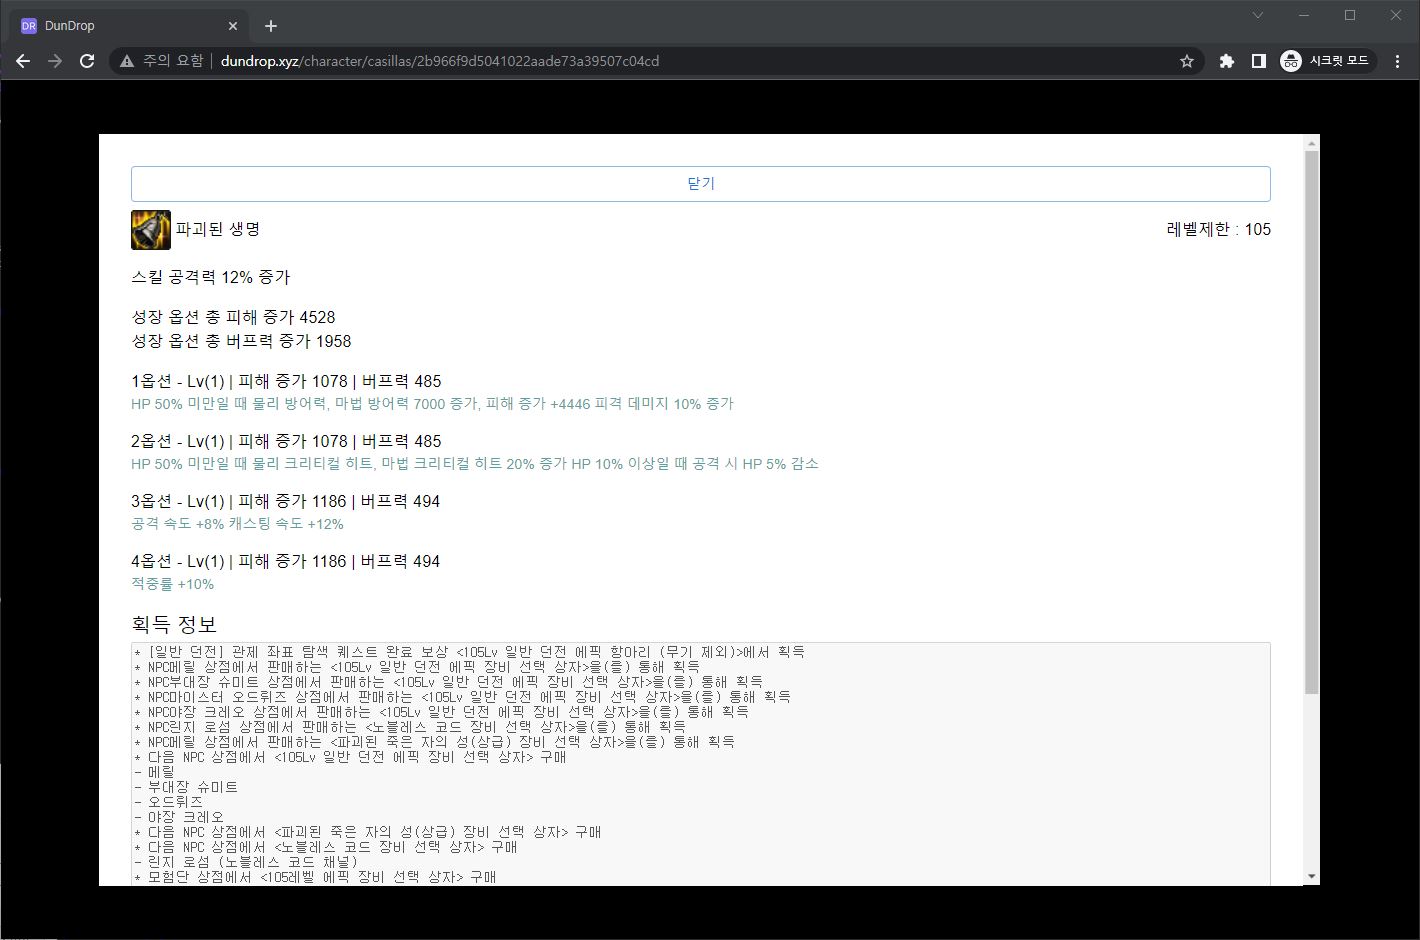 DR DunDrop
주의 요함 dundrop.xyz/character/casillas/2b966f9d5041022aade73a39507c04cd 시크릿 모드
닫기
파괴된 생명 레벨제한 : 105
스킬 공격력 12% 증가
성장 옵션 총 피해 증가 4528
성장 옵션 총 버프력 증가 1958
1옵션 - Lv(1) | 피해 증가 1078 | 버프력 485
HP 50% 미만일 때 물리 방어력, 마법 방어력 7000 증가, 피해 증가 +4446 피격 데미지 10% 증가
2옵션 - Lv(1) | 피해 증가 1078 | 버프력 485
HP 50% 미만일 때 물리 크리티컬 히트, 마법 크리티컬 히트 20% 증가 HP 10% 이상일 때 공격 시 HP 5% 감소
3옵션 - Lv(1) | 피해 증가 1186 | 버프력 494
공격 속도 +8% 캐스팅 속도 +12%
4옵션 - Lv(1) | 피해 증가 1186 | 버프력 494
적중률 +10%
획득 정보
* [일반 던전] 관제 좌표 탐색 퀘스트 완료 보상 <105Lv 일반 던전 에픽 항아리 (무기 제외)>에서 획득
* NPC메릴 상점에서 판매하는 <105Lv 일반 던전 에픽 장비 선택 상자>을(를) 통해 획득
* NPC부대장 슈미트 상점에서 판매하는 <105Lv 일반 던전 에픽 장비 선택 상자>을(를) 통해 획득
* NPC마이스터 오드뤼즈 상점에서 판매하는 <105Lv 일반 던전 에픽 장비 선택 상자>을(를) 통해 획득
* NPC야장 크레오 상점에서 판매하는 <105Lv 일반 던전 에픽 장비 선택 상자>을(를) 통해 획득
* NPC린지 로섬 상점에서 판매하는 <노블레스 코드 장비 선택 상자>을(를) 통해 획득
* NPC메릴 상점에서 판매하는 <파괴된 죽은 자의 성(상급) 장비 선택 상자>을(를) 통해 획득
* 다음 NPC 상점에서 <105Lv 일반 던전 에픽 장비 선택 상자> 구매
- 메릴
- 부대장 슈미트
- 오드뤼즈
- 야장 크레오
* 다음 NPC 상점에서 <파괴된 죽은 자의 성(상급) 장비 선택 상자> 구매
* 다음 NPC 상점에서 <노블레스 코드 장비 선택 상자> 구매
- 린지 로섬 (노블레스 코드 채널)
* 모험단 상점에서 <105레벨 에픽 장비 선택 상자> 구매